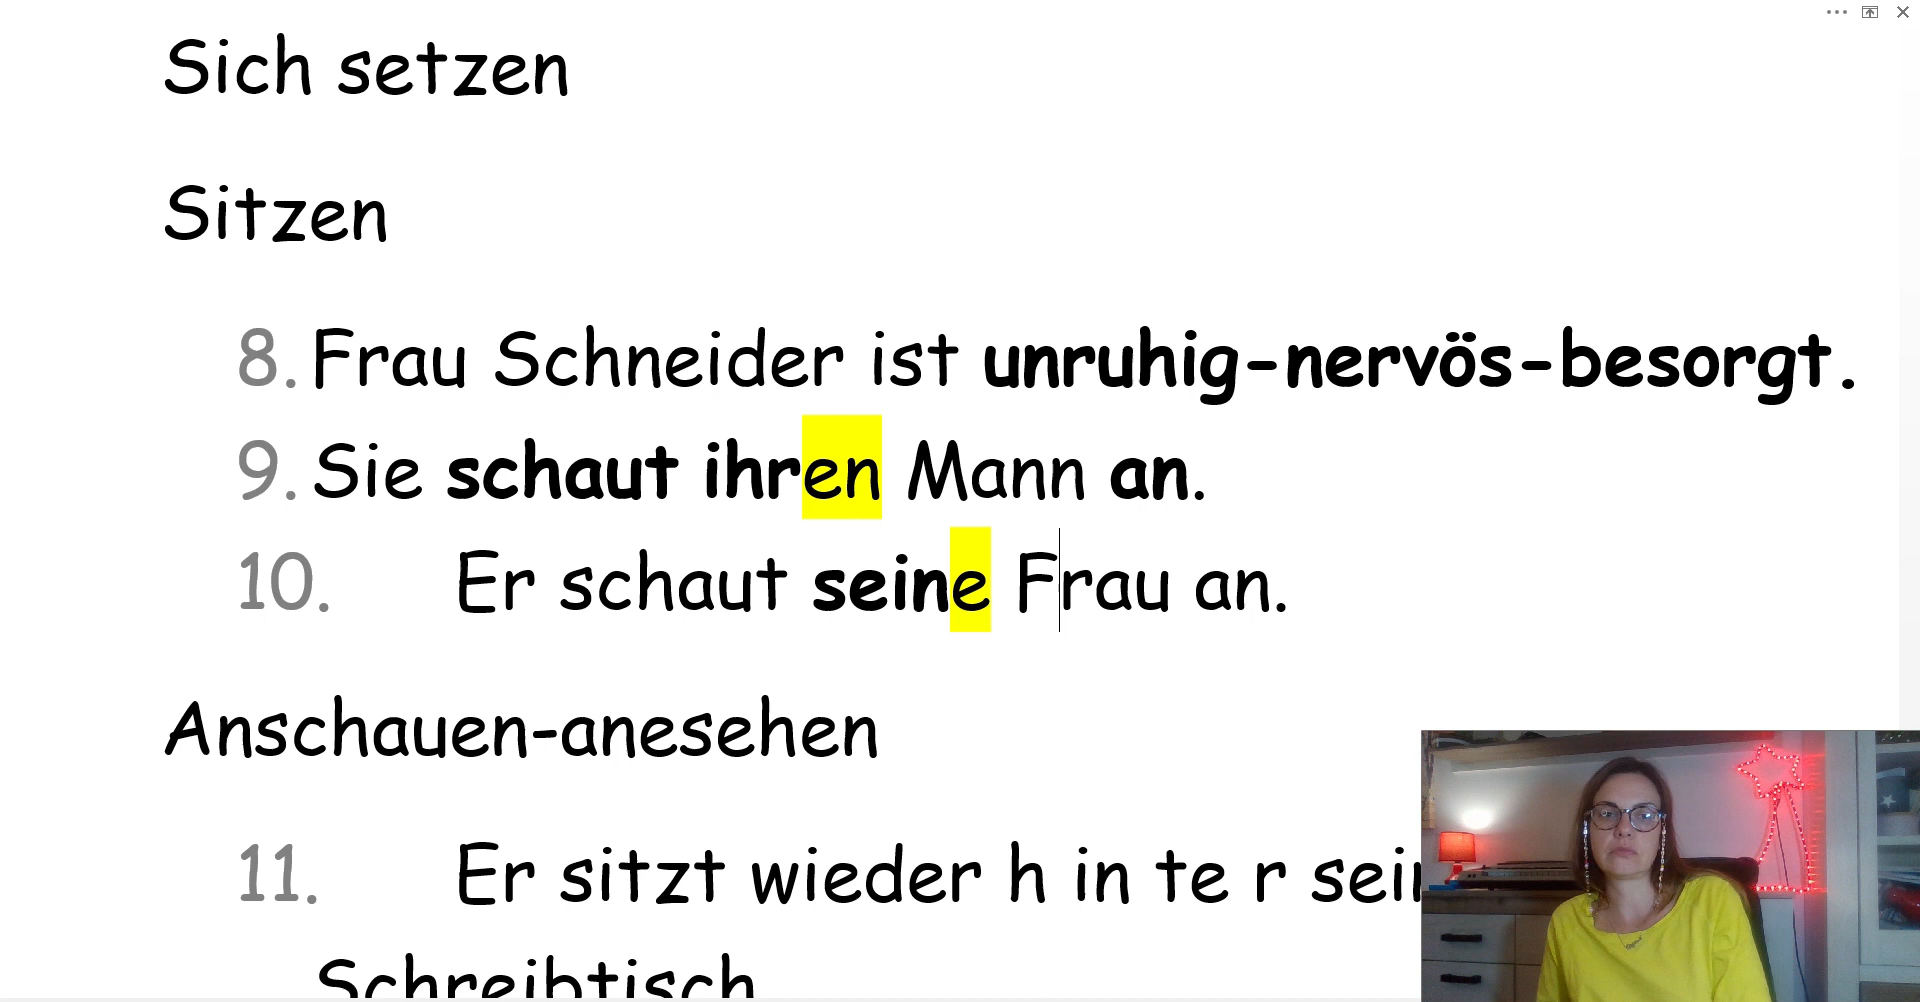 Sich setzen
Sitzen
8. Frau Schneider ist unruhig-nervös-besorgt.
9. Sie schaut ihren Mann an.
10. Er schaut seine Frau an.
Anschauen-anesehen
11. Er sitzt wieder h in te r
Schreibtisch